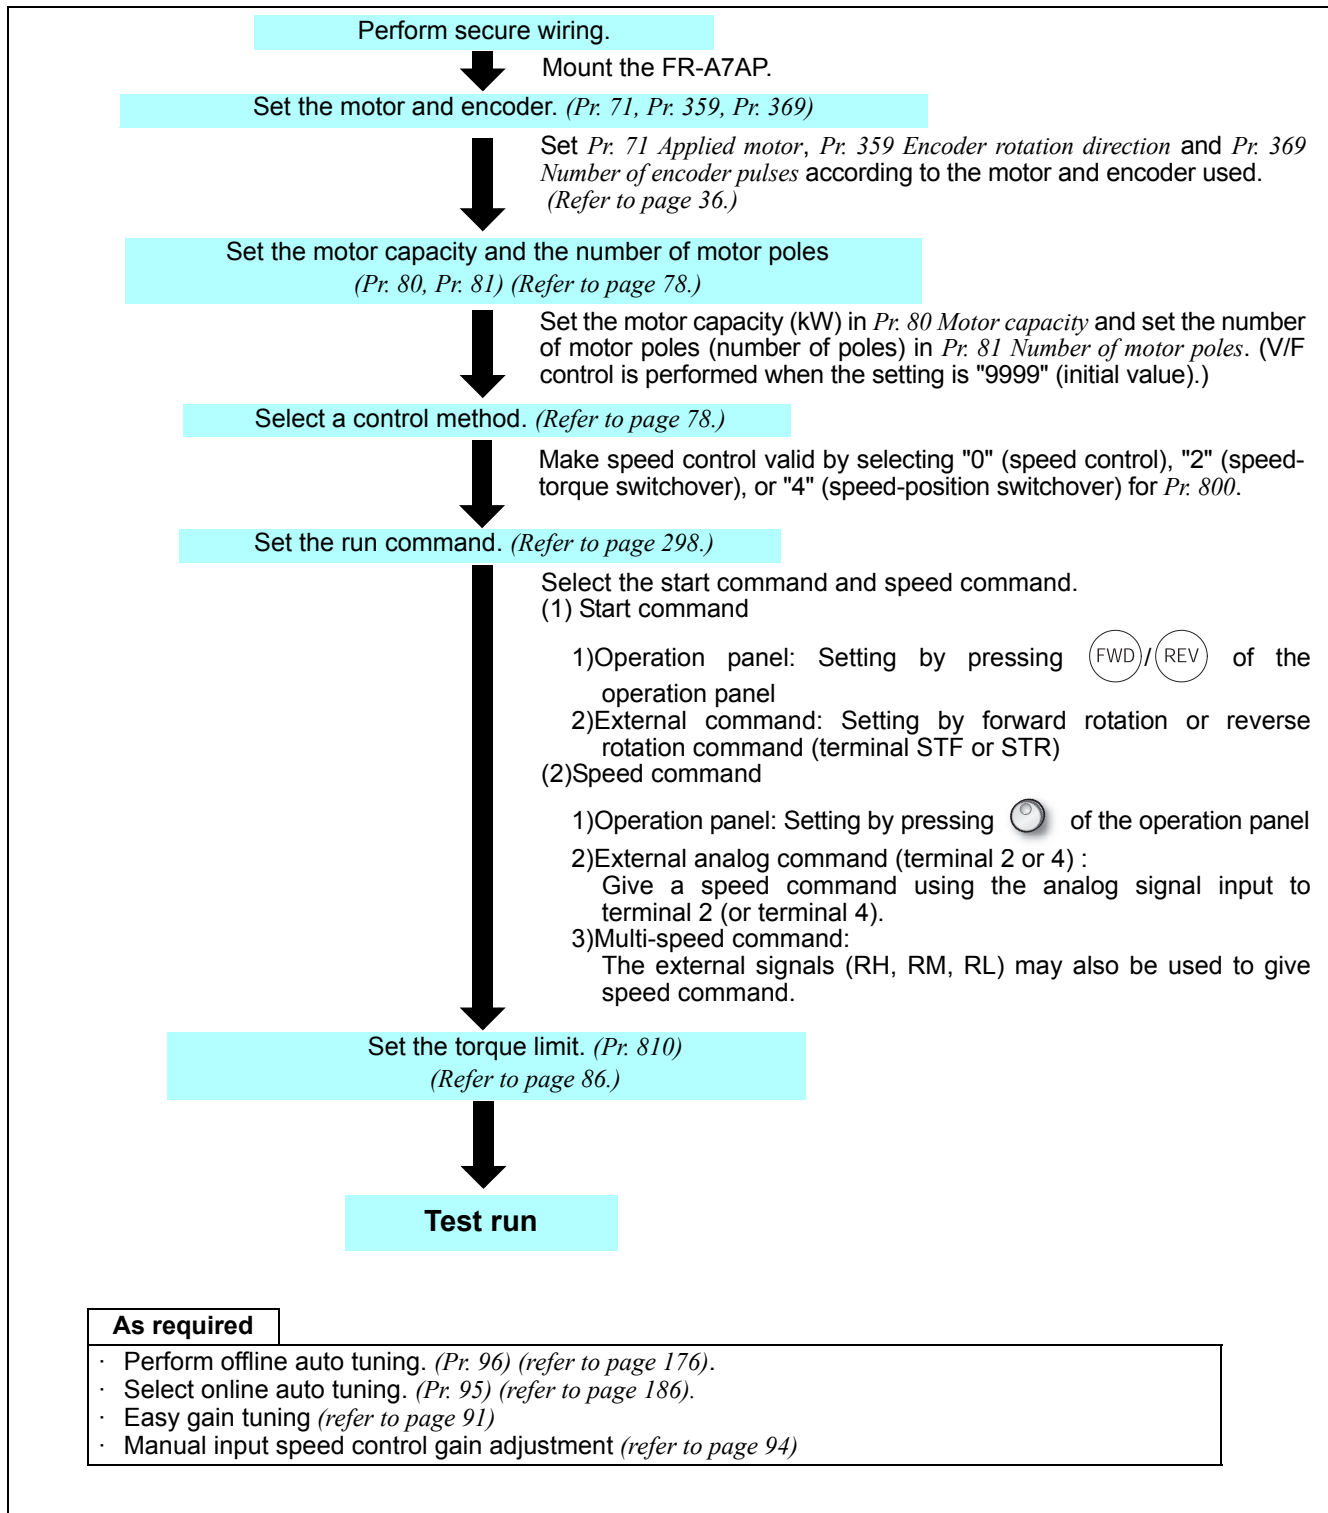 Perform secure wiring.
Mount the FR-A7AP.
Set the motor and encoder. (Pr. 71, Pr. 359, Pr. 369)
Set Pr. 71 Applied motor, Pr. 359 Encoder rotation direction and Pr. 369
Number of encoder pulses according to the motor and encoder used.
(Refer to page 36.)
Set the motor capacity and the number of motor poles
(Pr. 80, Pr. 81) (Refer to page 78.)
Set the motor capacity (kW) in Pr. 80 Motor capacity and set the number
of motor poles (number of poles) in Pr. 81 Number of motor poles. (V/F
control is performed when the setting is "9999" (initial value).)
Select a control method. (Refer to page 78.)
Make speed control valid by selecting "0" (speed control), "2" (speed-
torque switchover), or "4" (speed-position switchover) for Pr. 800.
Set the run command. (Refer to page 298.)
Select the start command and speed command.
(1) Start command
1)Operation panel: Setting by pressing FWD/REV of the
operation panel
2)External command: Setting by forward rotation or reverse
rotation command (terminal STF or STR)
(2)Speed command
1)Operation panel: Setting by pressing of the operation panel
2)External analog command (terminal 2 or 4) :
Give a speed command using the analog signal input to
terminal 2 (or terminal 4).
3)Multi-speed command:
The external signals (RH, RM, RL) may also be used to give
speed command.
Set the torque limit. (Pr. 810)
(Refer to page 86.)
Test run
As required
· Perform offline auto tuning. (Pr. 96) (refer to page 176).
· Select online auto tuning. (Pr. 95) (refer to page 186).
· Easy gain tuning (refer to page 91)
· Manual input speed control gain adjustment (refer to page 94)